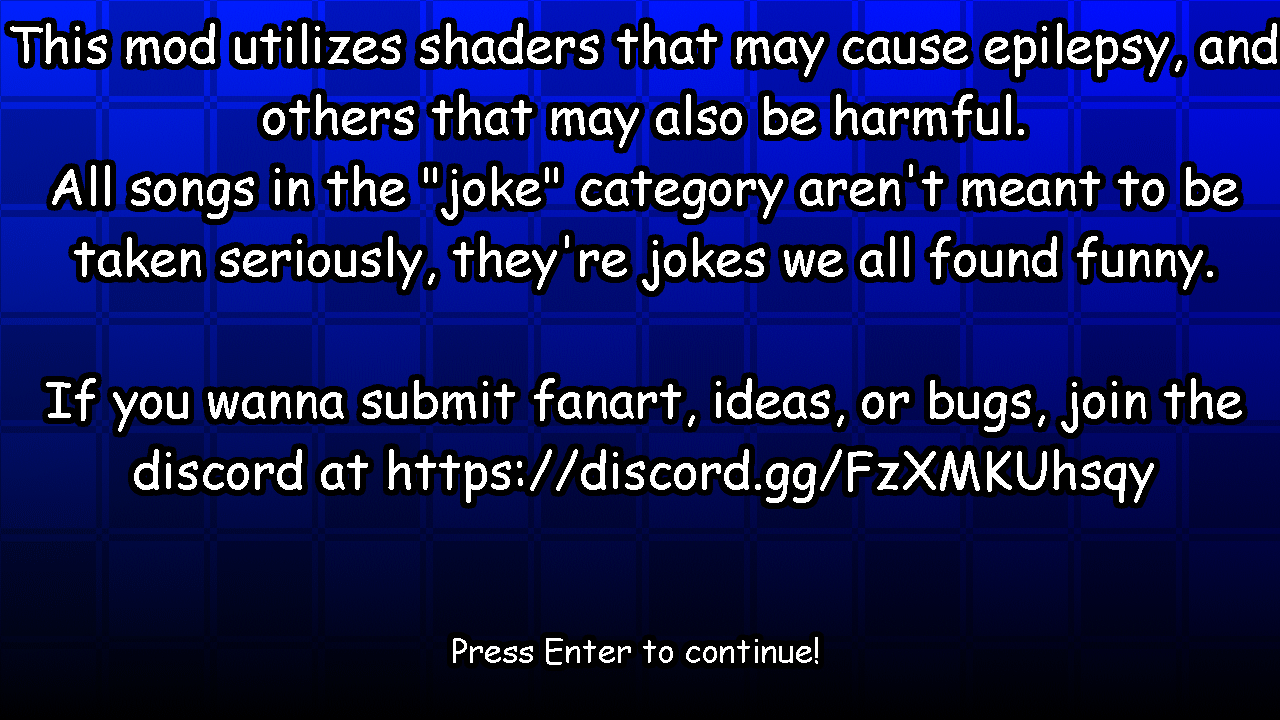 This mod utilizes shaders that may cause epilepsy, and
others that may also be harmful.
All songs in the "joke" category aren't meant to be
taken seriously, they're jokes we all found funny.
If you wanna submit fanart, ideas, or bugs, join the
discord at https://discord.gg/FzXMKUhsqy
Press Enter to continue!